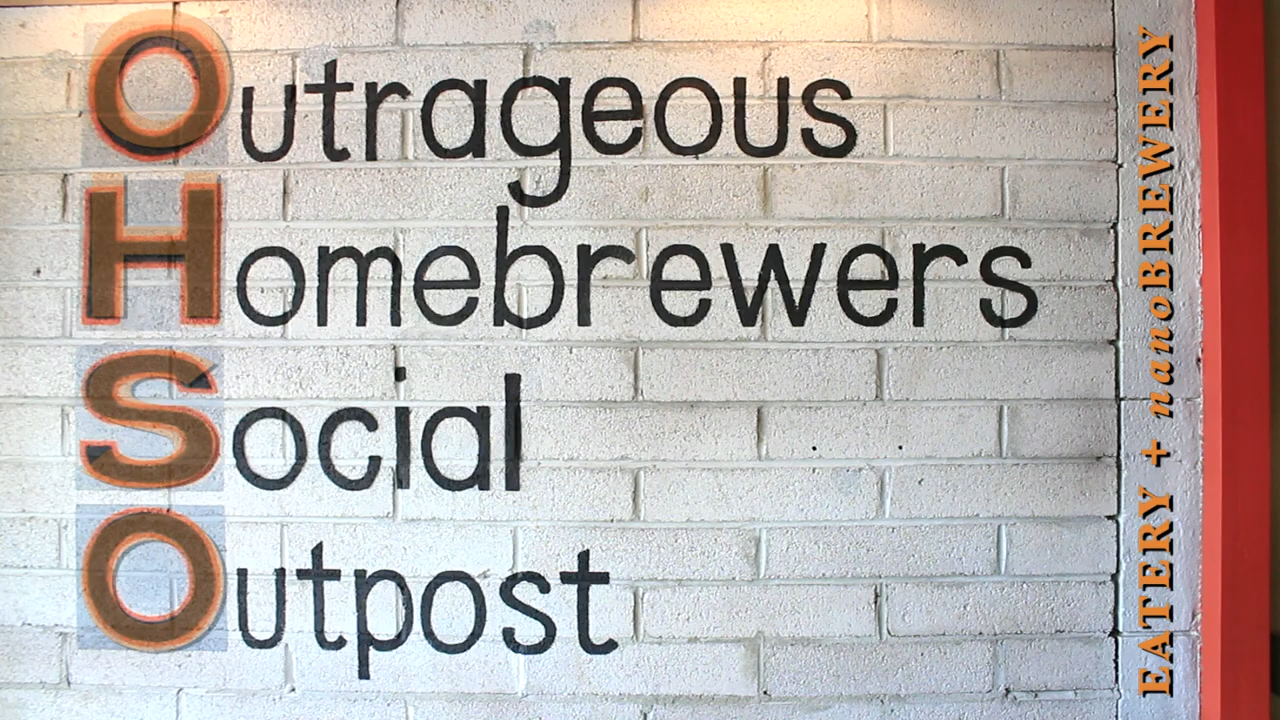 Outrageous
Homebrewers
Social
Outpost
EATERY + nanoBREWERY